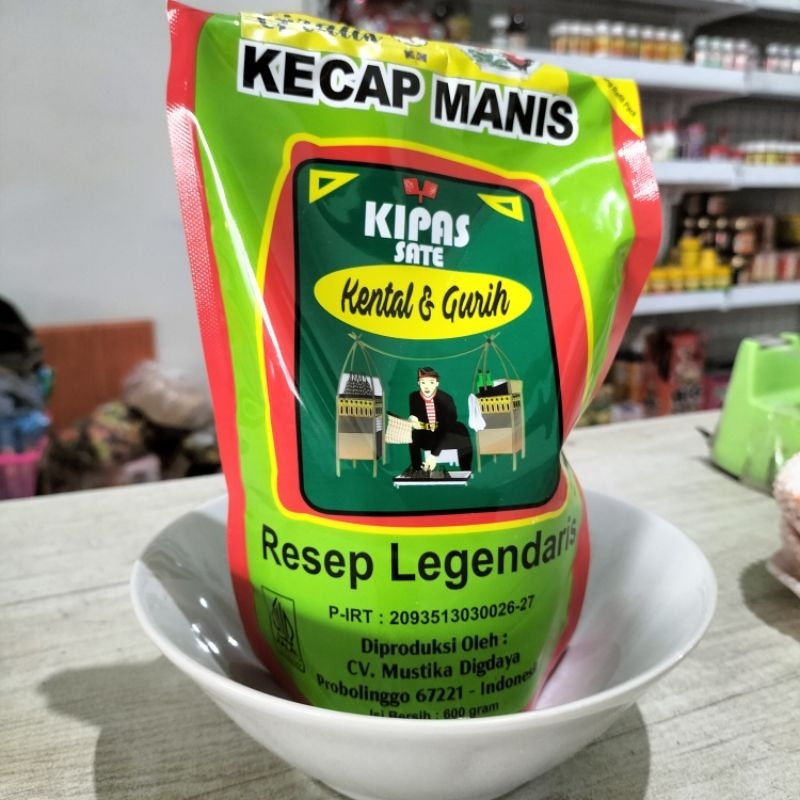 KECAP MANIS
KIPAS
SATE
Kental & Gurih
Resep Legendaris
P-IRT : 2093513030026-27
Diproduksi Oleh :
CV. Mustika Digdaya
Probolinggo 67221 - Indonesi
Isi Bersih : 600 gram